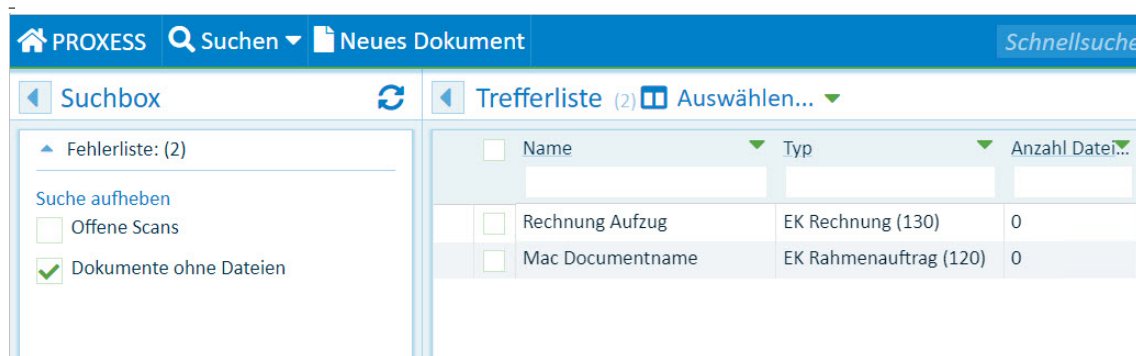 PROXESS Suchen Neues Dokument Schnellsuche
Suchbox
Trefferliste (2) Auswählen...
Fehlerliste: (2)
Suche aufheben
Offene Scans
Dokumente ohne Dateien
Name Typ Anzahl Datei...
Rechnung Aufzug EK Rechnung (130) 0
Mac Documentname EK Rahmenauftrag (120) 0